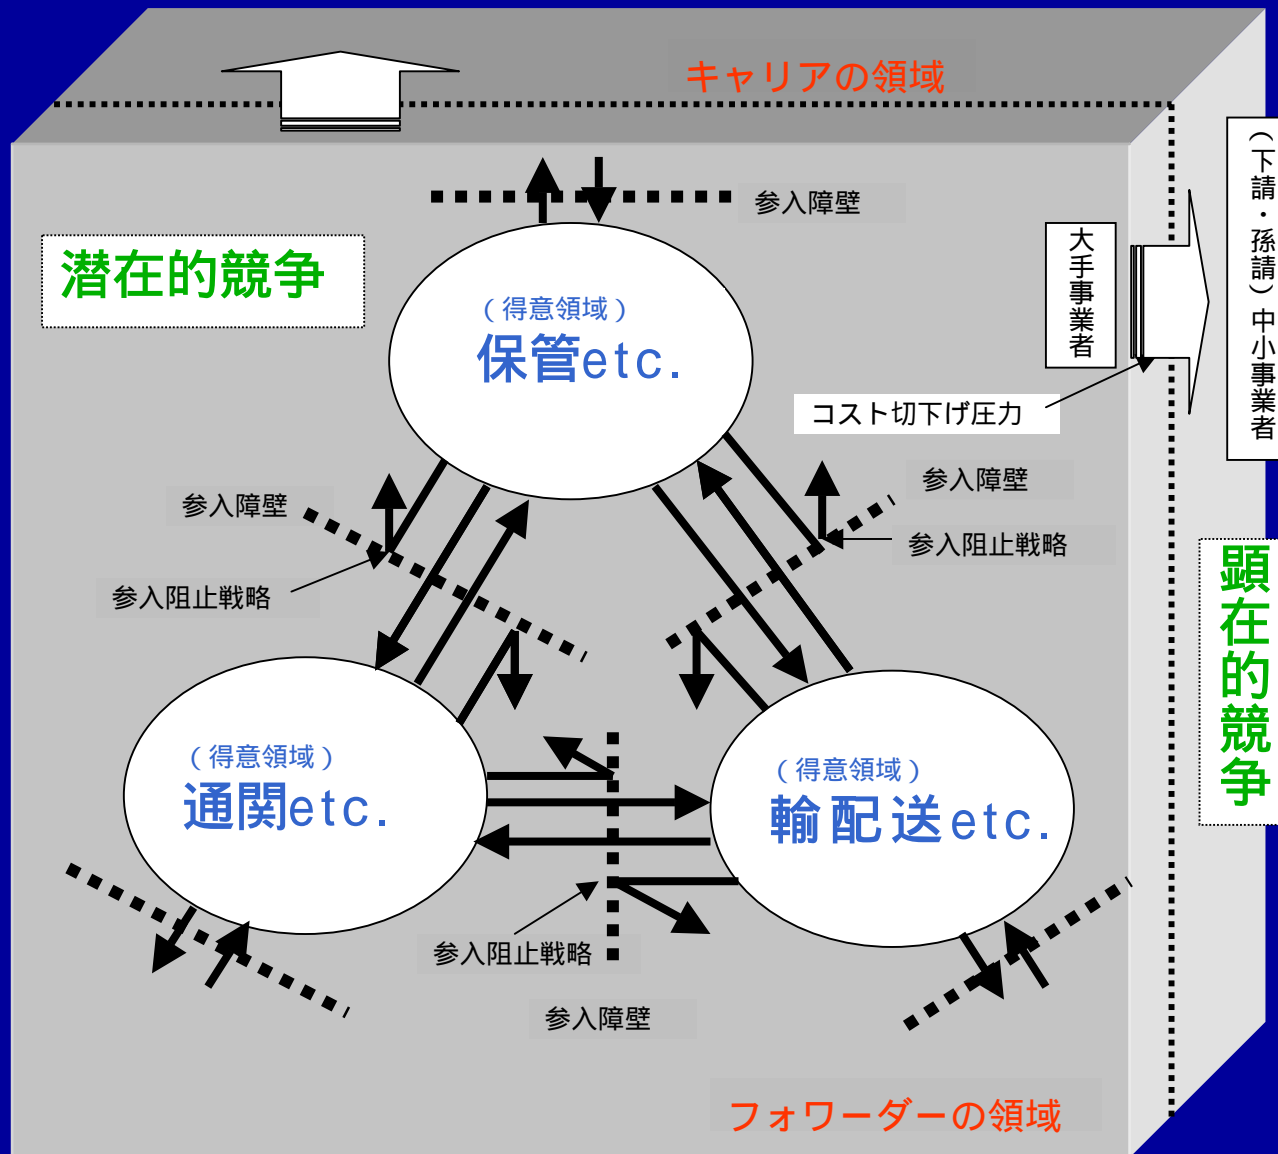 キャリアの領域
参入障壁
潜在的競争
大手事業者
（下請・孫請）中小事業者
（得意領域）
保管etc.
コスト切下げ圧力
参入障壁
参入障壁
参入阻止戦略
参入阻止戦略
顕在的競争
（得意領域）
通関etc.
（得意領域）
輸配送etc.
参入阻止戦略
参入障壁
フォワーダーの領域